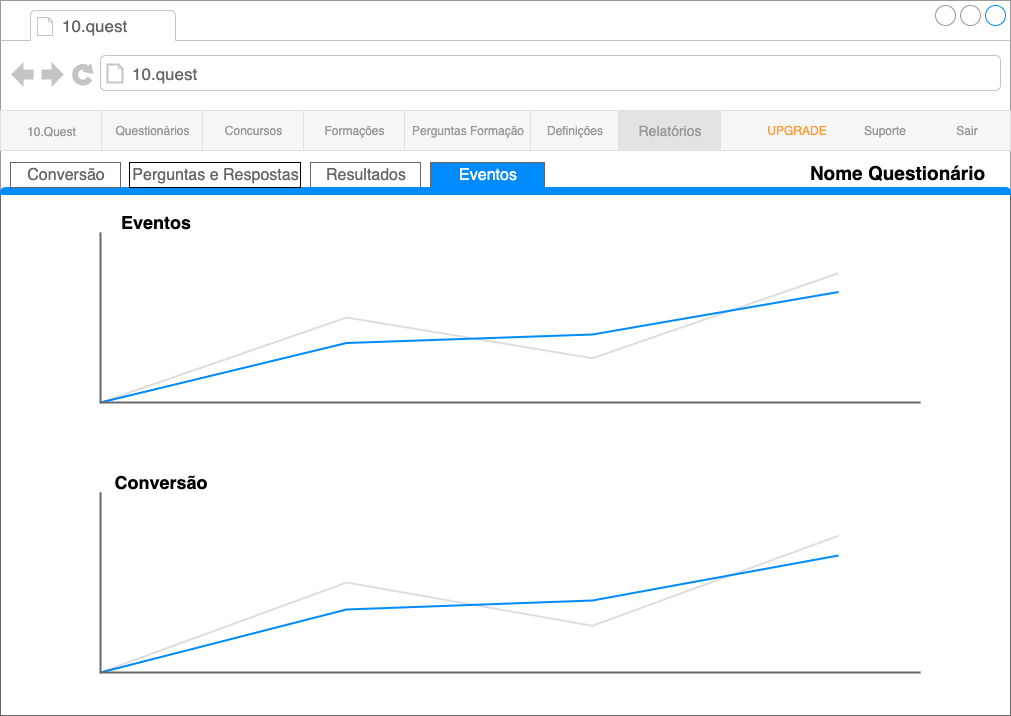 10.quest
10.quest
10.Quest Questionários Concursos Formações Perguntas Formação Definições Relatórios UPGRADE Suporte Sair
Conversão Perguntas e Respostas Resultados Eventos Nome Questionário
Eventos
Conversão